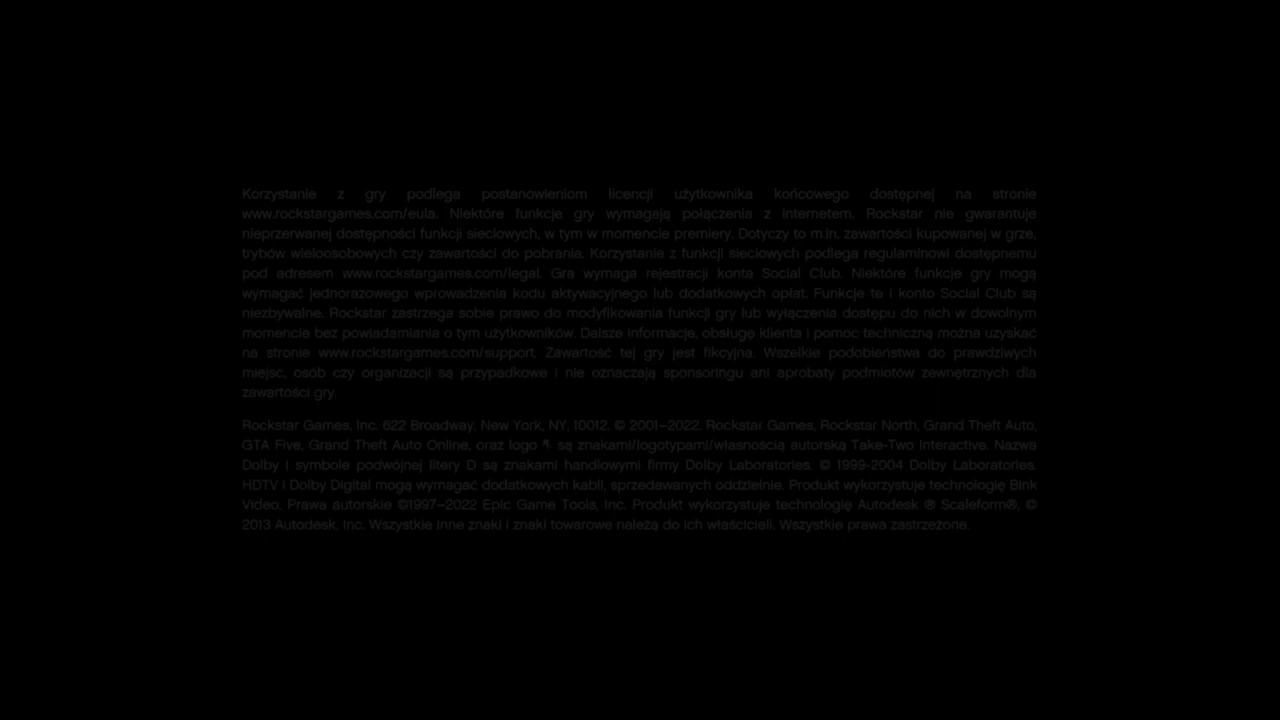 Korzystanie z gry podlega postanowieniom licencji użytkownika końcowego dostępnej na stronie
www.rockstargames.com/eula. Niektóre funkcje gry wymagają połączenia z internetem. Rockstar nie gwarantuje
nieprzerwanej dostępności funkcji sieciowych, w tym w momencie premiery. Dotyczy to m.in. zawartości kupowanej w grze,
trybów wieloosobowych czy zawartości do pobrania. Korzystanie z funkcji sieciowych podlega regulaminowi dostępnemu
pod adresem www.rockstargames.com/legal. Gra wymaga rejestracji konta Social Club. Niektóre funkcje gry mogą
wymagać jednorazowego wprowadzenia kodu aktywacyjnego lub dodatkowych opłat. Funkcje te i konto Social Club są
niezbywalne. Rockstar zastrzega sobie prawo do modyfikowania funkcji gry lub wyłączenia dostępu do nich w dowolnym
momencie bez powiadamiania o tym użytkowników. Dalsze informacje, obsługę klienta i pomoc techniczną można uzyskać
na stronie www.rockstargames.com/support. Zawartość tej gry jest fikcyjna. Wszelkie podobieństwa do prawdziwych
miejsc, osób czy organizacji są przypadkowe i nie oznaczają sponsoringu ani aprobaty podmiotów zewnętrznych dla
zawartości gry
Rockstar Games, Inc. 622 Broadway, New York, NY, 10012. © 2001–2022. Rockstar Games, Rockstar North, Grand Theft Auto,
GTA Five, Grand Theft Auto Online, oraz logo są znakami/logotypami/własnością autorską Take-Two Interactive. Nazwa
Dolby i symbole podwójnej litery D są znakami handlowymi firmy Dolby Laboratories. © 1999-2004 Dolby Laboratories.
HDTV i Dolby Digital mogą wymagać dodatkowych kabli, sprzedawanych oddzielnie. Produkt wykorzystuje technologię Bink
Video. Prawa autorskie ©1997–2022 Epic Game Tools, Inc. Produkt wykorzystuje technologię Autodesk ® Scaleform®, ©
2013 Autodesk, Inc. Wszystkie inne znaki i znaki towarowe należą do ich właścicieli. Wszystkie prawa zastrzeżone.